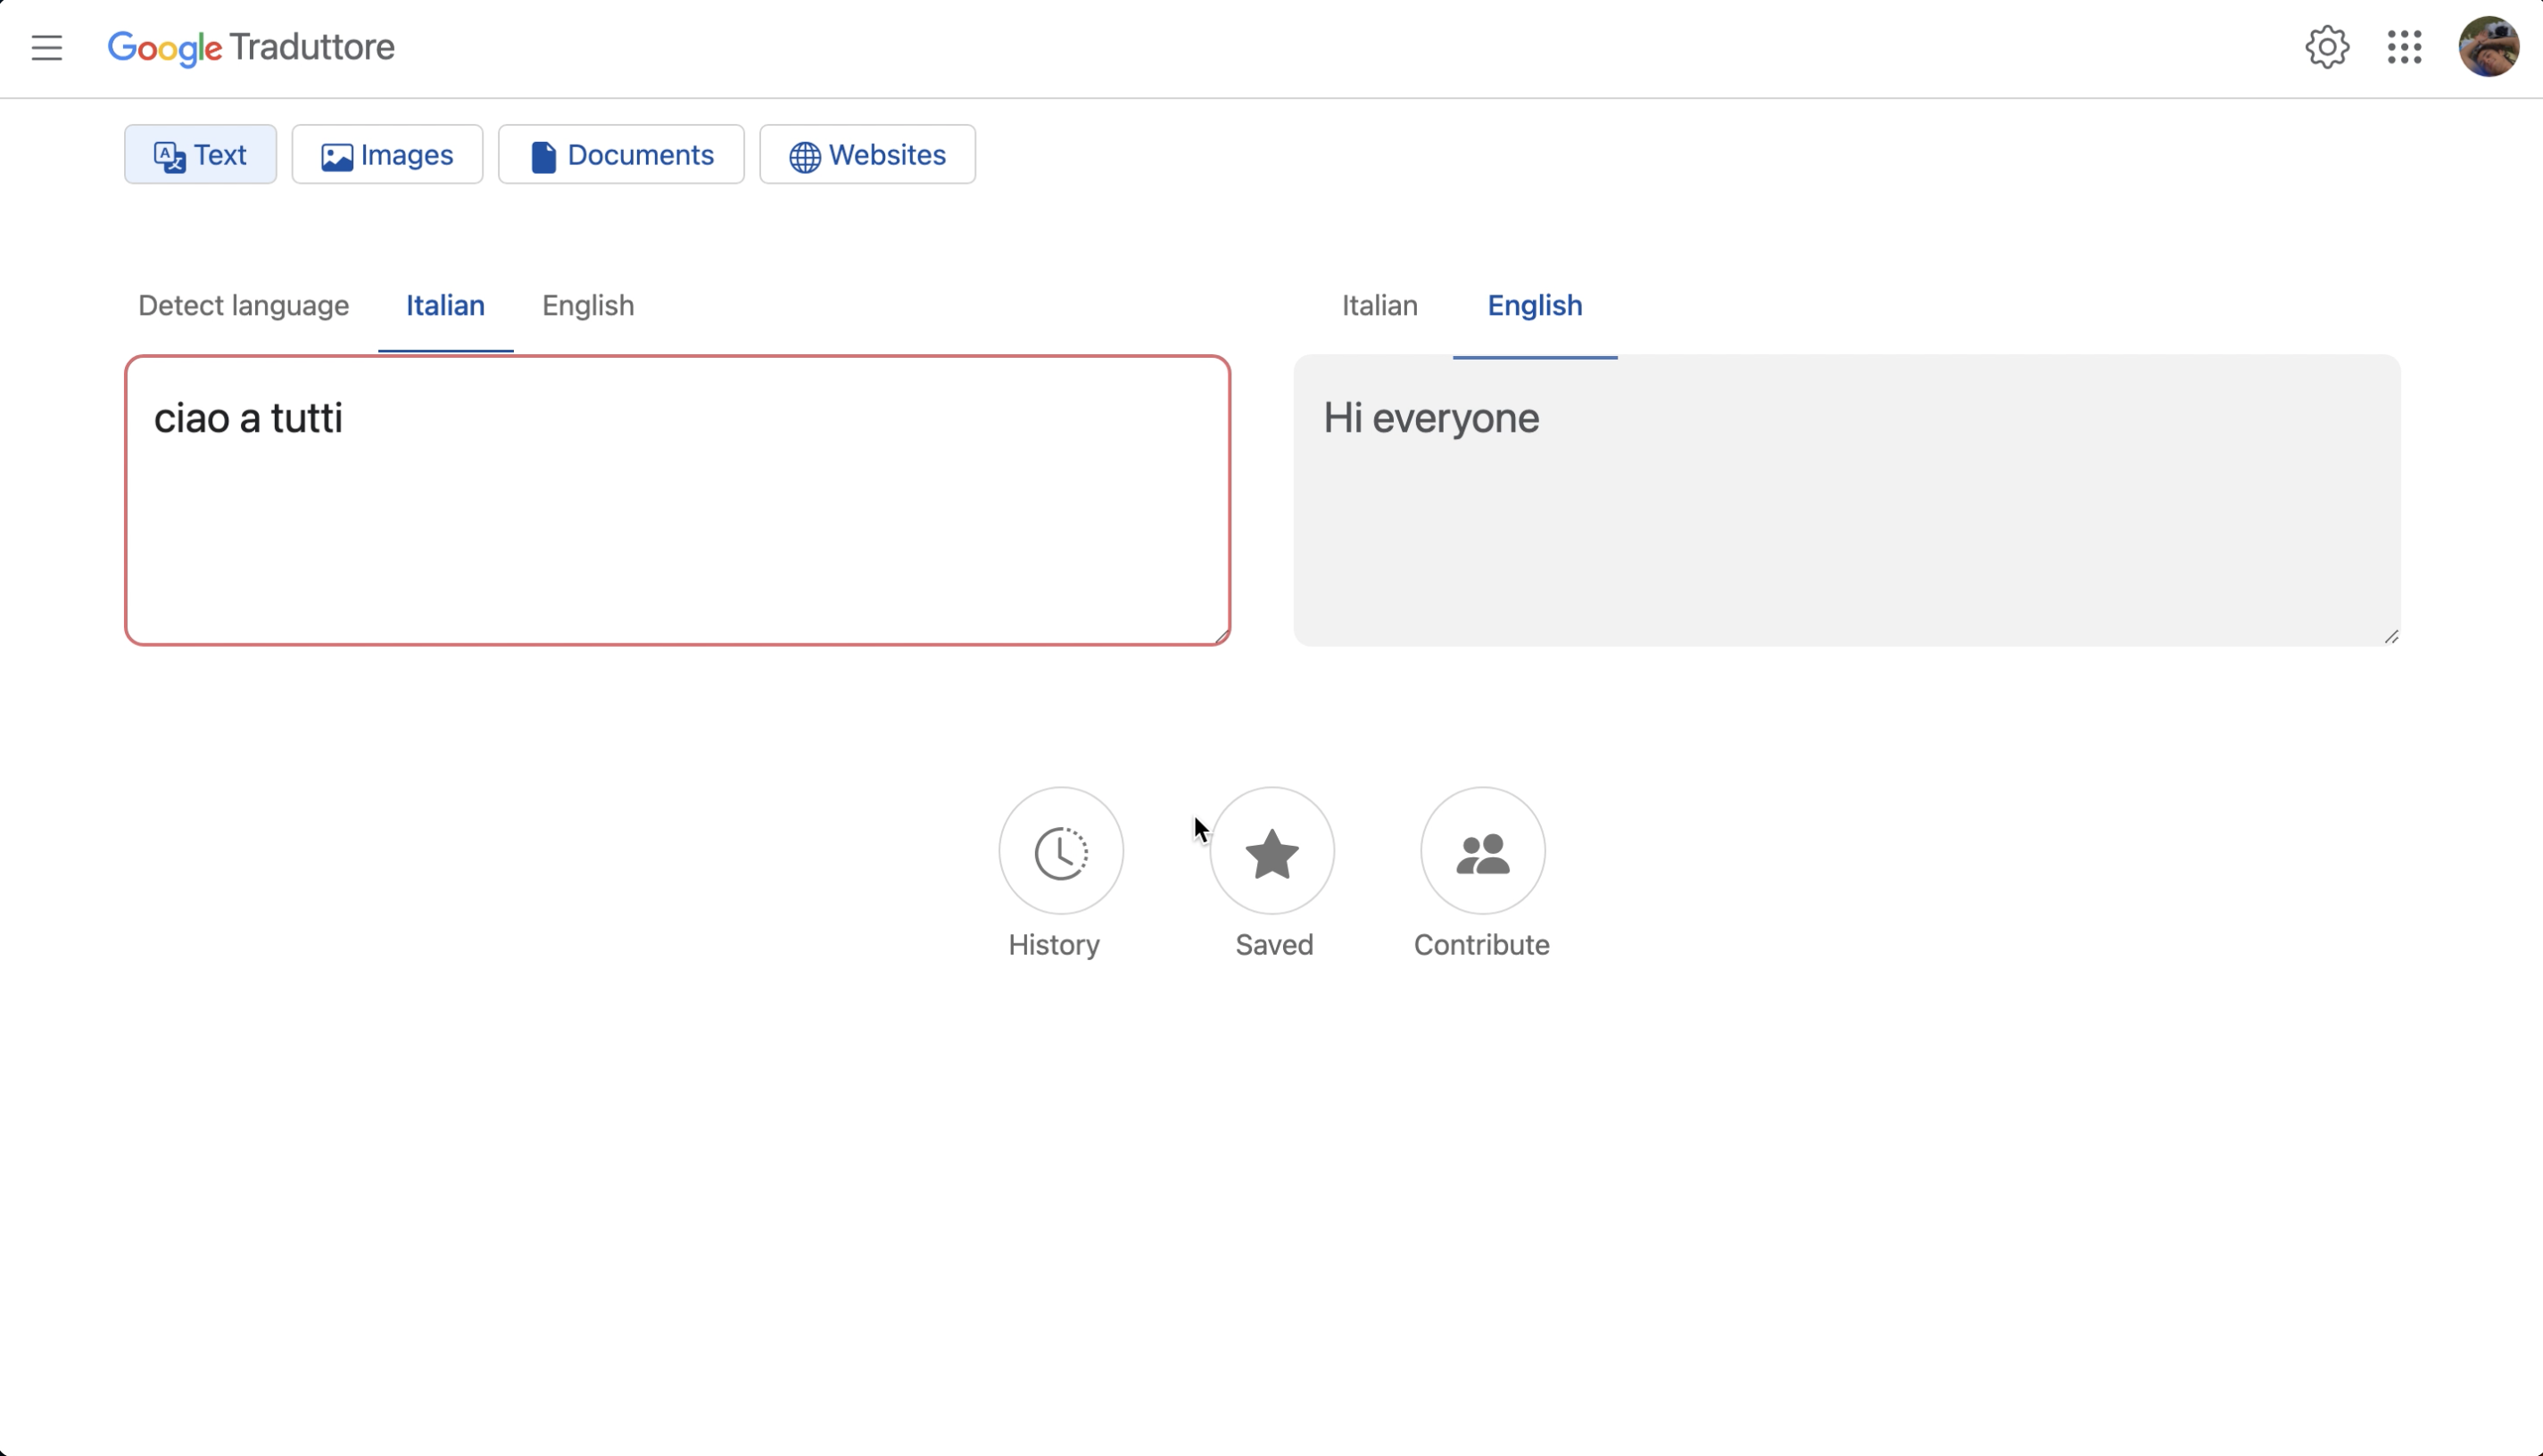 Google Traduttore
Text Images Documents Websites
Detect language Italian English Italian English
ciao a tutti
Hi everyone
History Saved Contribute